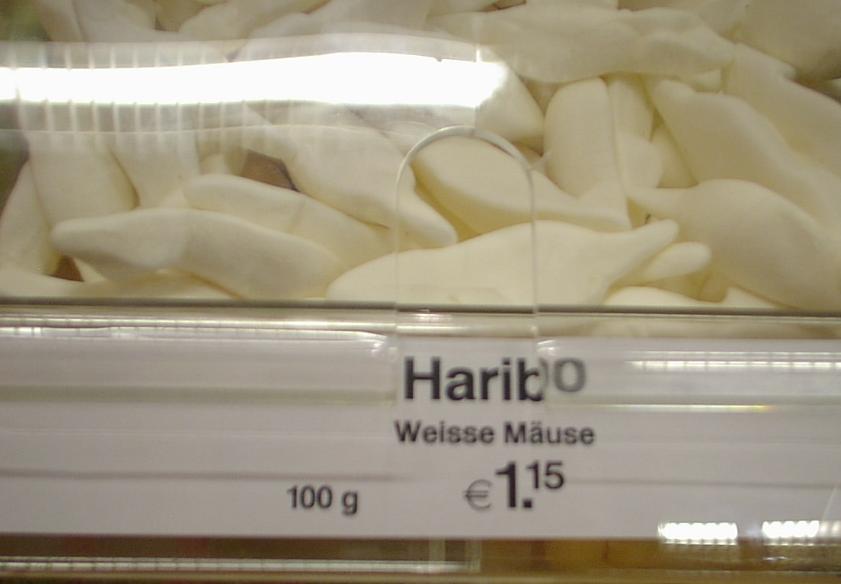 Haribo
Weisse Mäuse
100 g €1.15